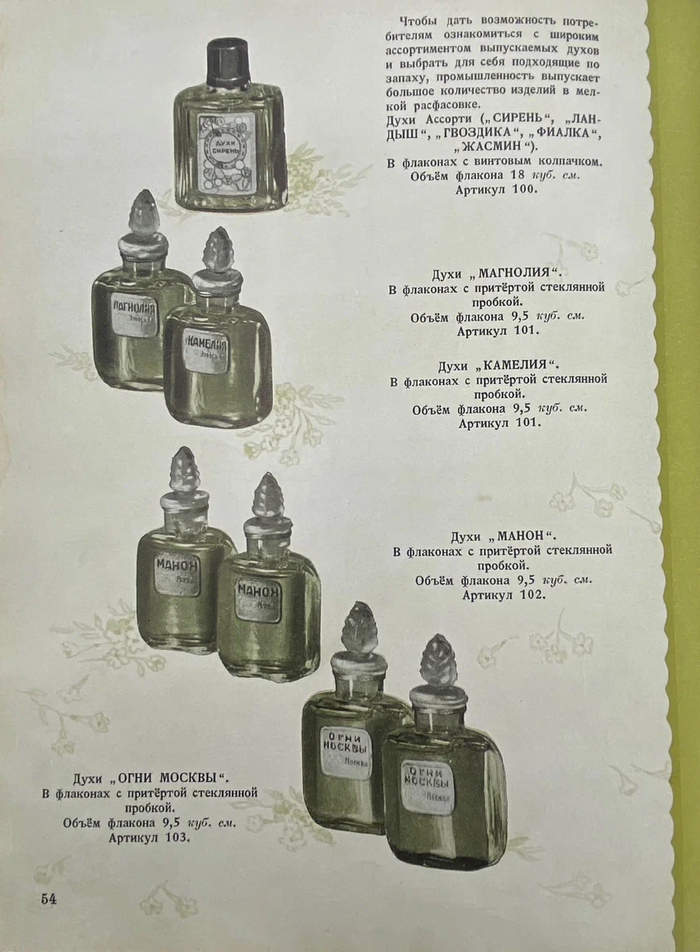 Чтобы дать возможность потре-
бителям ознакомиться с широким
ассортиментом выпускаемых духов
и выбрать для себя подходящие по
запаху, промышленность выпускает
большое количество изделий в мел-
кой расфасовке.
Духи Ассорти („СИРЕНЬ“, „ЛАН-
ДЫШ“, „ГВОЗДИКА“, „ФИАЛКА“,
„ЖАСМИН“).
В флаконах с винтовым колпачком.
Объём флакона 18 куб. см.
Артикул 100.
ДУХИ
СИРЕНЬ
Духи „МАГНОЛИЯ“.
В флаконах с притёртой стеклянной
пробкой.
Объём флакона 9,5 куб. см.
Артикул 101.
МАГНОЛИЯ
КАМЕЛИЯ
Духи „КАМЕЛИЯ“.
В флаконах с притёртой стеклянной
пробкой.
Объём флакона 9,5 куб. см.
Артикул 101.
Духи „МАНОН“.
В флаконах с притёртой стеклянной
пробкой.
Объём флакона 9,5 куб. см.
Артикул 102.
МАНОН
МАНОН
ОГНИ
МОСКВЫ
Москва
ОГНИ
МОСКВЫ
Москва
Духи „ОГНИ МОСКВЫ“.
В флаконах с притёртой стеклянной
пробкой.
Объём флакона 9,5 куб. см.
Артикул 103.
54